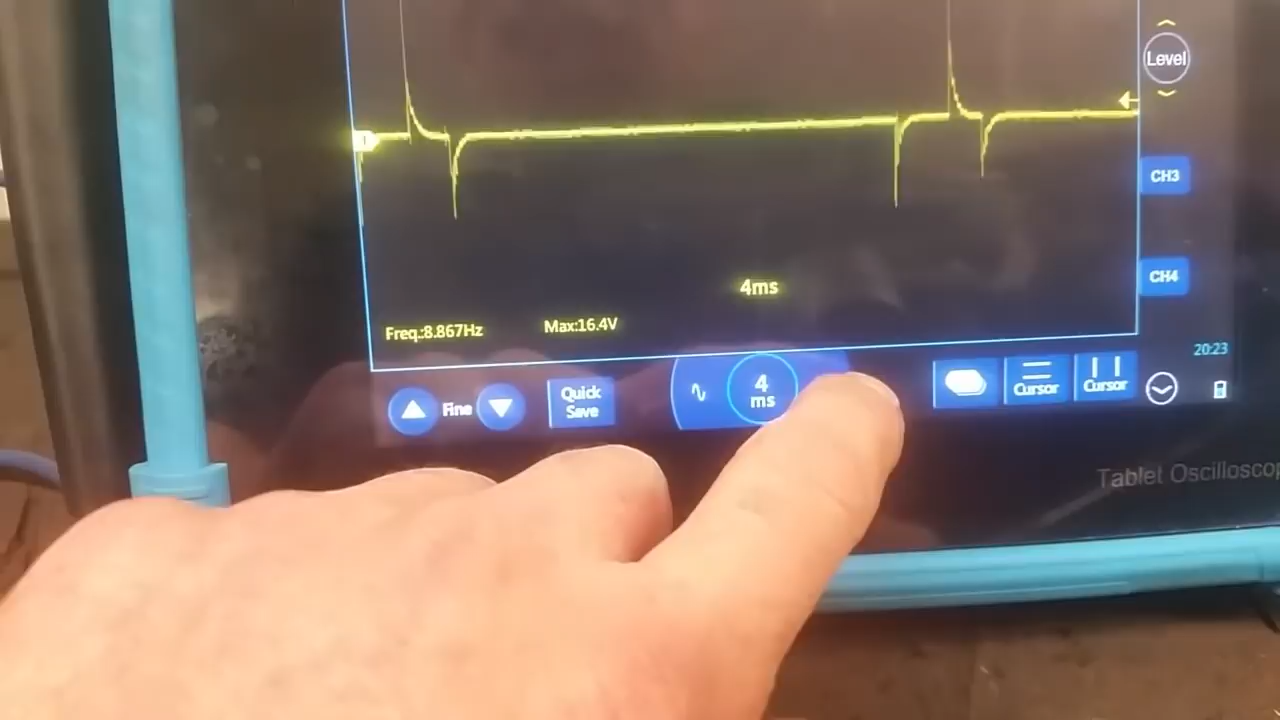 Level
1
CH3
CH4
4ms
Freq.:8.867Hz
Max:16.4V
20:23
Fine
Quick
Save
4
ms
Cursor
Cursor
Tablet